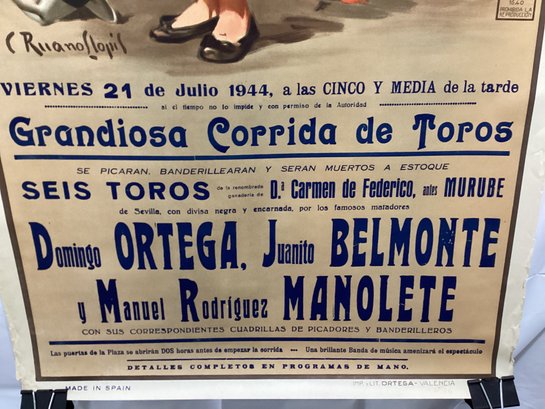 15.40
PROHIBIDA LA
REPRODUCCIÓN
C Ruano Llopis
VIERNES 21 de Julio 1944, a las CINCO Y MEDIA de la tarde
si el tiempo no lo impide y con permiso de la Autoridad
Grandiosa Corrida de Toros
SE PICARAN, BANDERILLEARAN Y SERAN MUERTOS A ESTOQUE
SEIS TOROS de la renombrada ganadería de D.ª Carmen de Federico, antes MURUBE
de Sevilla, con divisa negra y encarnada, por los famosos matadores
Domingo ORTEGA, Juanito BELMONTE
y Manuel Rodríguez MANOLETE
CON SUS CORRESPONDIENTES CUADRILLAS DE PICADORES Y BANDERILLEROS
Las puertas de la Plaza se abrirán DOS horas antes de empezar la corrida --- Una brillante Banda de música amenizará el espectáculo
DETALLES COMPLETOS EN PROGRAMAS DE MANO.
MADE IN SPAIN
IMP. y LIT. ORTEGA - VALENCIA